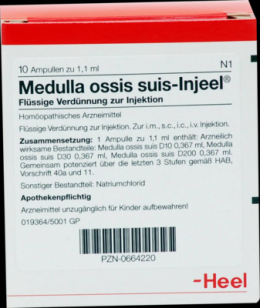 10 Ampullen zu 1,1 ml
N1
Medulla ossis suis-Injeel®
Flüssige Verdünnung zur Injektion
Homöopathisches Arzneimittel
Flüssige Verdünnung zur Injektion. Zur i.m., s.c., i.c., i.v. Injektion.
Zusammensetzung: 1 Ampulle zu 1,1 ml enthält: Arzneilich
wirksame Bestandteile: Medulla ossis suis D10 0,367 ml, Medulla
ossis suis D30 0,367 ml, Medulla ossis suis D200 0,367 ml.
Gemeinsam potenziert über die letzten 3 Stufen gemäß HAB,
Vorschrift 40a und 11.
Sonstiger Bestandteil: Natriumchlorid
Apothekenpflichtig
Arzneimittel unzugänglich für Kinder aufbewahren!
019364/5001 GP
PZN-0664220
-Heel